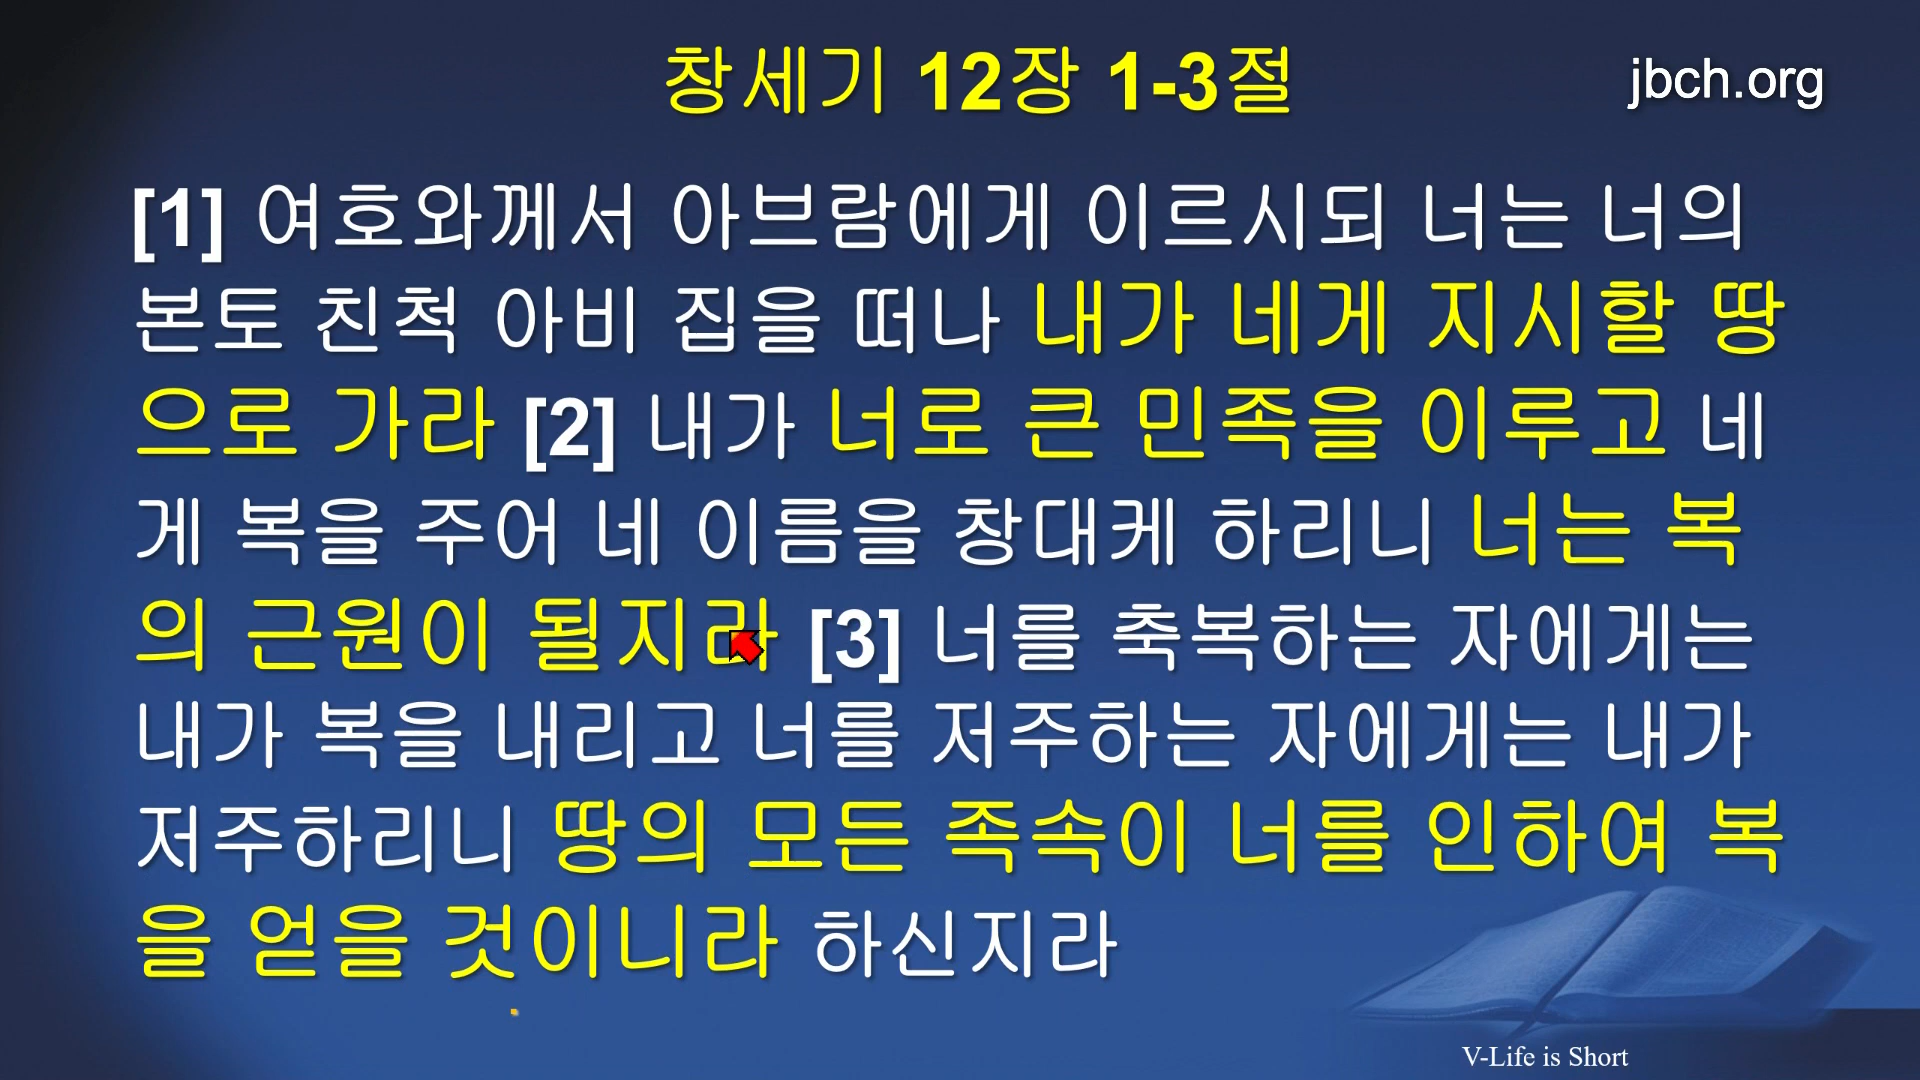 창세기 12장 1-3절
jbch.org
[1] 여호와께서 아브람에게 이르시되 너는 너의
본토 친척 아비 집을 떠나 내가 네게 지시할 땅
으로 가라 [2] 내가 너로 큰 민족을 이루고 네
게 복을 주어 네 이름을 창대케 하리니 너는 복
의 근원이 될지라 [3] 너를 축복하는 자에게는
내가 복을 내리고 너를 저주하는 자에게는 내가
저주하리니 땅의 모든 족속이 너를 인하여 복
을 얻을 것이니라 하신지라
V-Life is Short